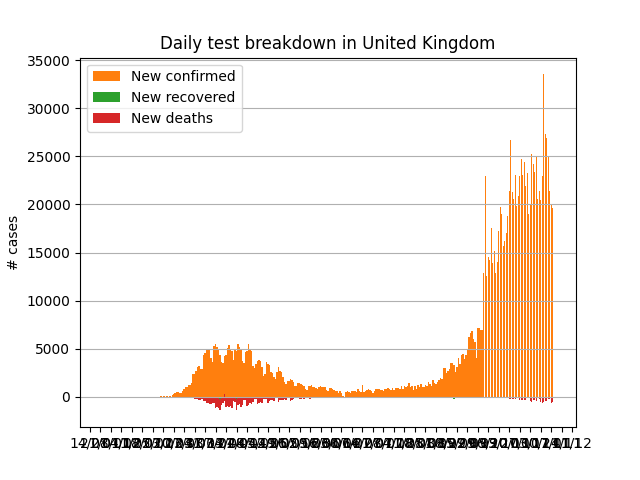 Daily test breakdown in United Kingdom
New confirmed
New recovered
New deaths
# cases
35000
30000
25000
20000
15000
10000
5000
0